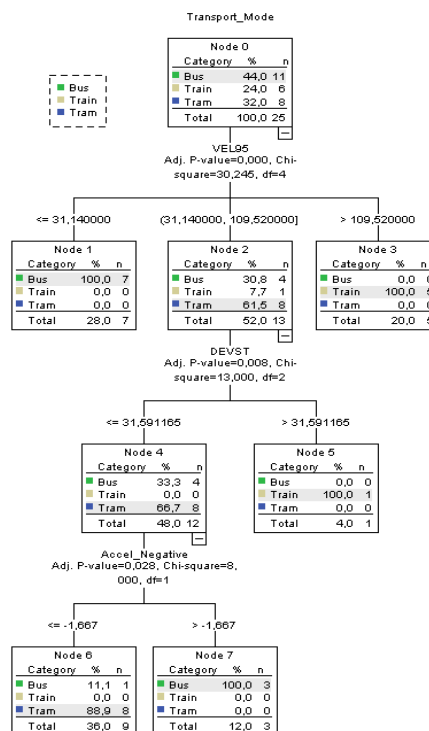 Transport_Mode
Bus
Train
Tram
Node 0
Category % n
Bus 44,0 11
Train 24,0 6
Tram 32,0 8
Total 100,0 25
VEL95
Adj. P-value=0,000, Chi-
square=30,245, df=4
<= 31,140000
(31,140000, 109,520000]
> 109,520000
Node 1
Category % n
Bus 100,0 7
Train 0,0 0
Tram 0,0 0
Total 28,0 7
Node 2
Category % n
Bus 30,8 4
Train 7,7 1
Tram 61,5 8
Total 52,0 13
Node 3
Category % n
Bus 0,0 0
Train 100,0 5
Tram 0,0 0
Total 20,0 5
DEVST
Adj. P-value=0,008, Chi-
square=13,000, df=2
<= 31,591165
> 31,591165
Node 4
Category % n
Bus 33,3 4
Train 0,0 0
Tram 66,7 8
Total 48,0 12
Node 5
Category % n
Bus 0,0 0
Train 100,0 1
Tram 0,0 0
Total 4,0 1
Accel_Negative
Adj. P-value=0,028, Chi-square=8,
000, df=1
<= -1,667
> -1,667
Node 6
Category % n
Bus 11,1 1
Train 0,0 0
Tram 88,9 8
Total 36,0 9
Node 7
Category % n
Bus 100,0 3
Train 0,0 0
Tram 0,0 0
Total 12,0 3